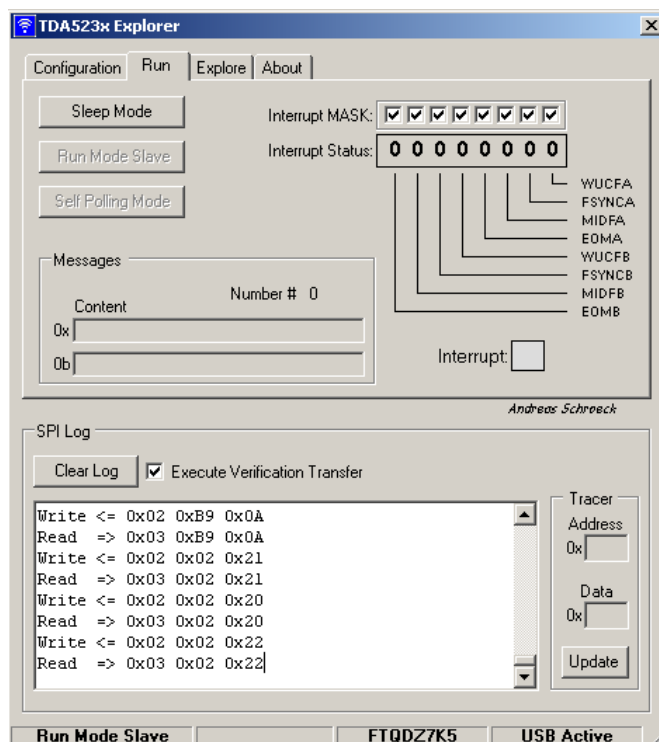 TDA523x Explorer
Configuration Run Explore About
Sleep Mode
Run Mode Slave
Self Polling Mode
Interrupt MASK:
Interrupt Status: 0 0 0 0 0 0 0 0
WUCFA
FSYNCA
MIDFA
EOMA
WUCFB
FSYNCB
MIDFB
EOMB
Messages
Number # 0
Content
0x
0b
Interrupt:
Andreas Schroeck
SPI Log
Clear Log Execute Verification Transfer
Write <= 0x02 0xB9 0x0A
Read => 0x03 0xB9 0x0A
Write <= 0x02 0x02 0x21
Read => 0x03 0x02 0x21
Write <= 0x02 0x02 0x20
Read => 0x03 0x02 0x20
Write <= 0x02 0x02 0x22
Read => 0x03 0x02 0x22
Tracer
Address
0x
Data
0x
Update
Run Mode Slave FTQDZ7K5 USB Active